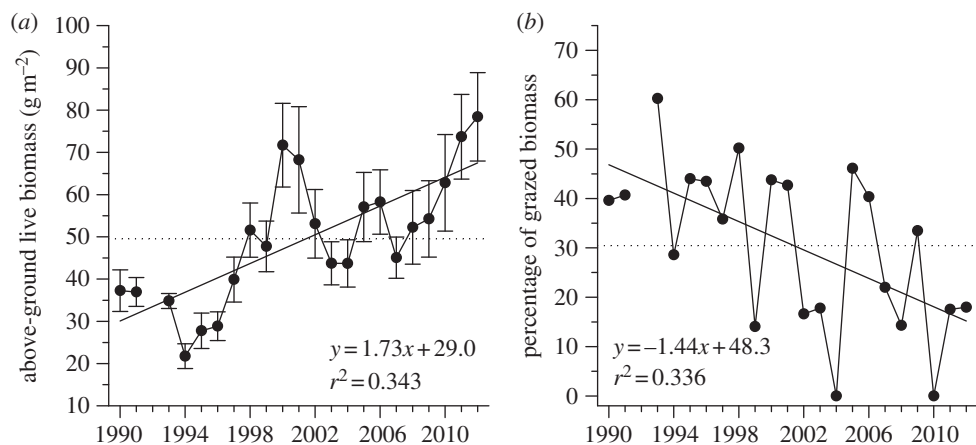 (a)
100
90
80
70
60
50
40
30
20
10
above-ground live biomass (g m⁻²)
y = 1.73x + 29.0
r² = 0.343
1990 1994 1998 2002 2006 2010
(b)
70
60
50
40
30
20
10
0
percentage of grazed biomass
y = –1.44x + 48.3
r² = 0.336
1990 1994 1998 2002 2006 2010